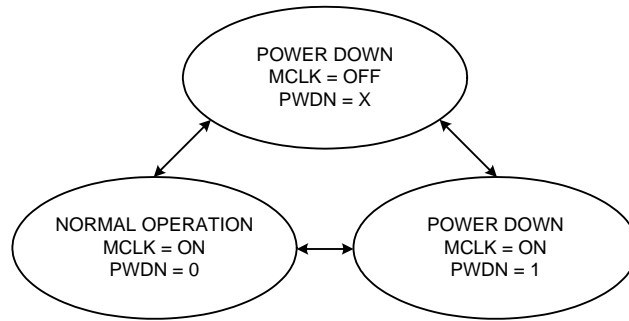 POWER DOWN
MCLK = OFF
PWDN = X
NORMAL OPERATION
MCLK = ON
PWDN = 0
POWER DOWN
MCLK = ON
PWDN = 1